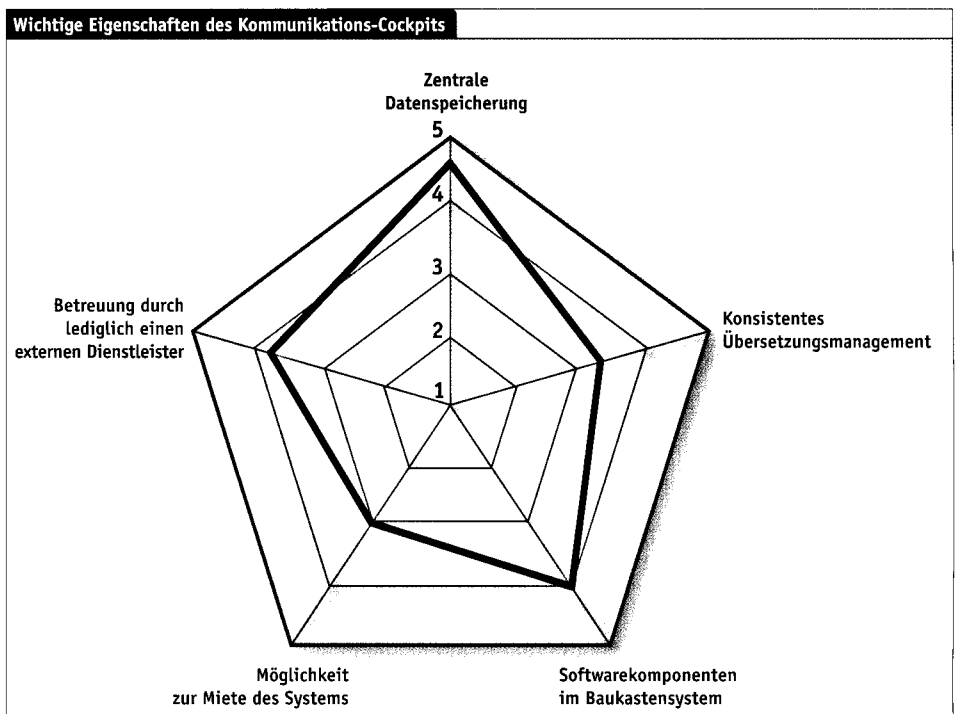 Wichtige Eigenschaften des Kommunikations-Cockpits
Zentrale
Datenspeicherung
5
4
3
2
1
Betreuung durch
lediglich einen
externen Dienstleister
Konsistentes
Übersetzungsmanagement
Möglichkeit
zur Miete des Systems
Softwarekomponenten
im Baukastensystem